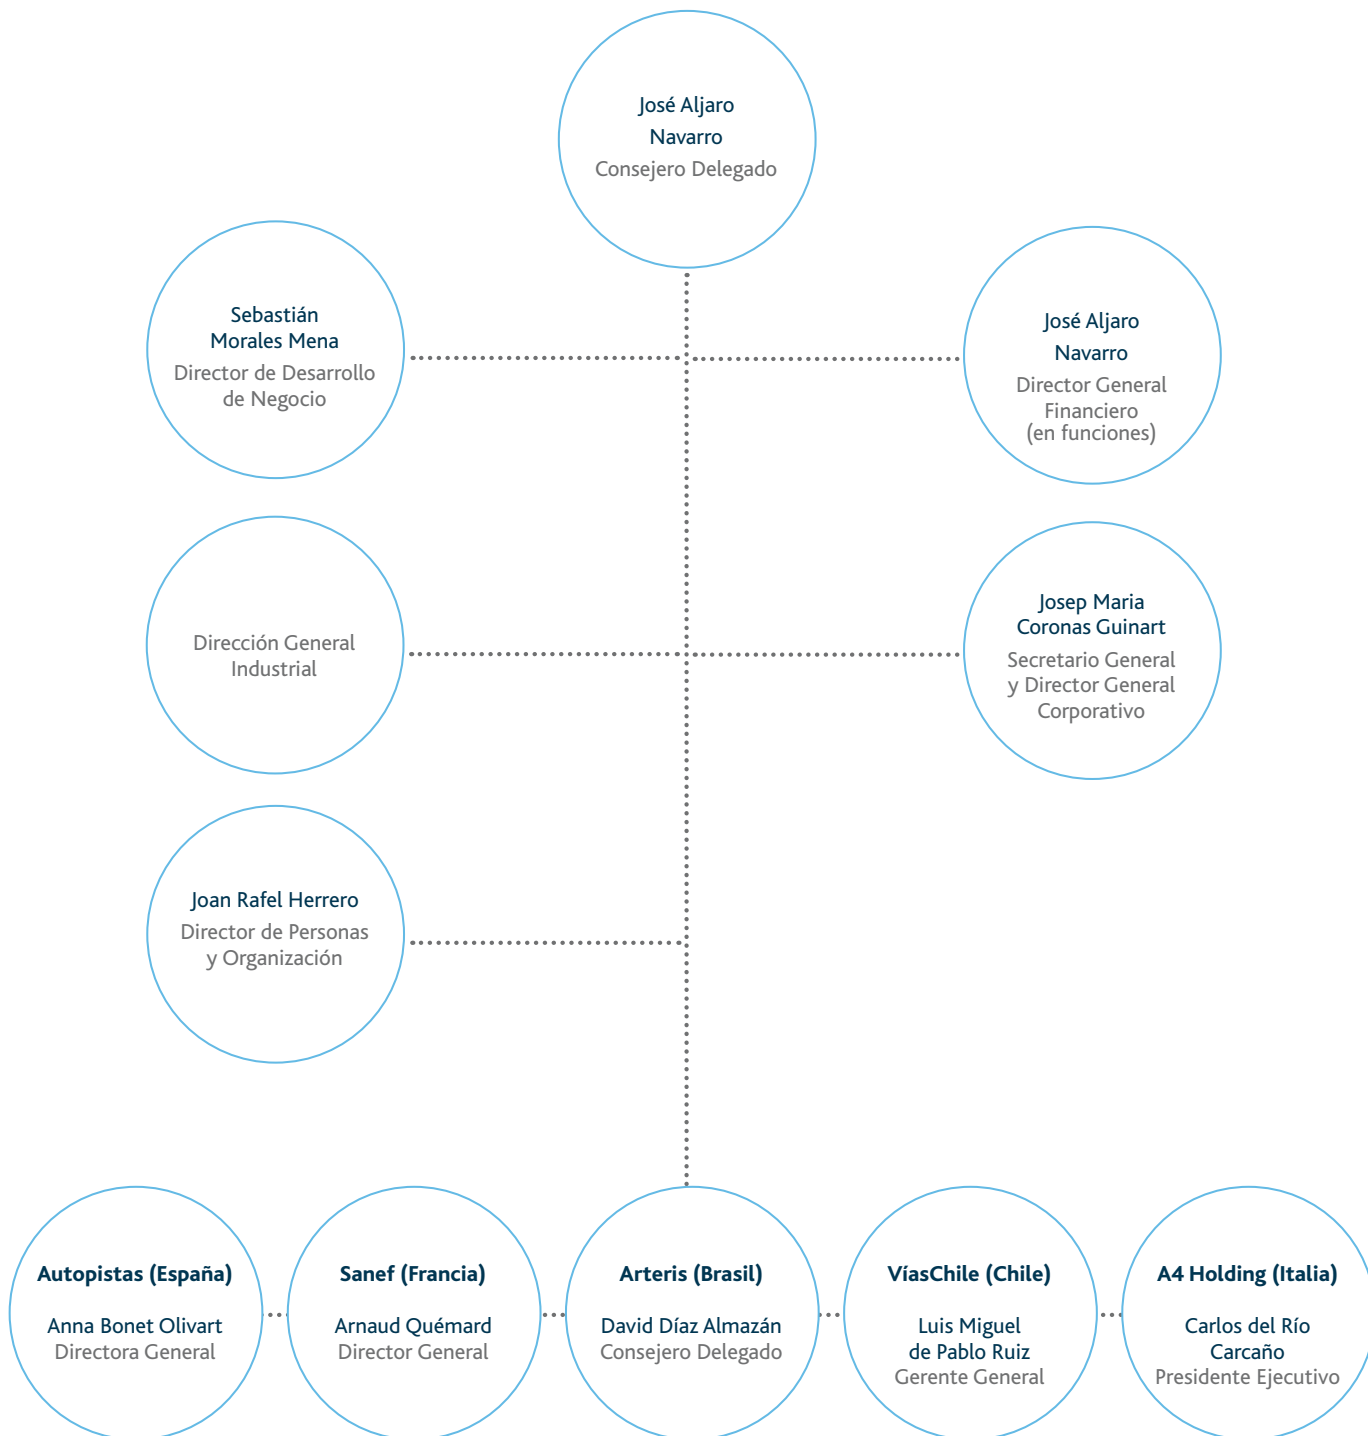 José Aljaro
Navarro
Consejero Delegado
Sebastián
Morales Mena
Director de Desarrollo
de Negocio
José Aljaro
Navarro
Director General
Financiero
(en funciones)
Dirección General
Industrial
Josep Maria
Coronas Guinart
Secretario General
y Director General
Corporativo
Joan Rafel Herrero
Director de Personas
y Organización
Autopistas (España)
Anna Bonet Olivart
Directora General
Sanef (Francia)
Arnaud Quémard
Director General
Arteris (Brasil)
David Díaz Almazán
Consejero Delegado
VíasChile (Chile)
Luis Miguel
de Pablo Ruiz
Gerente General
A4 Holding (Italia)
Carlos del Río
Carcaño
Presidente Ejecutivo